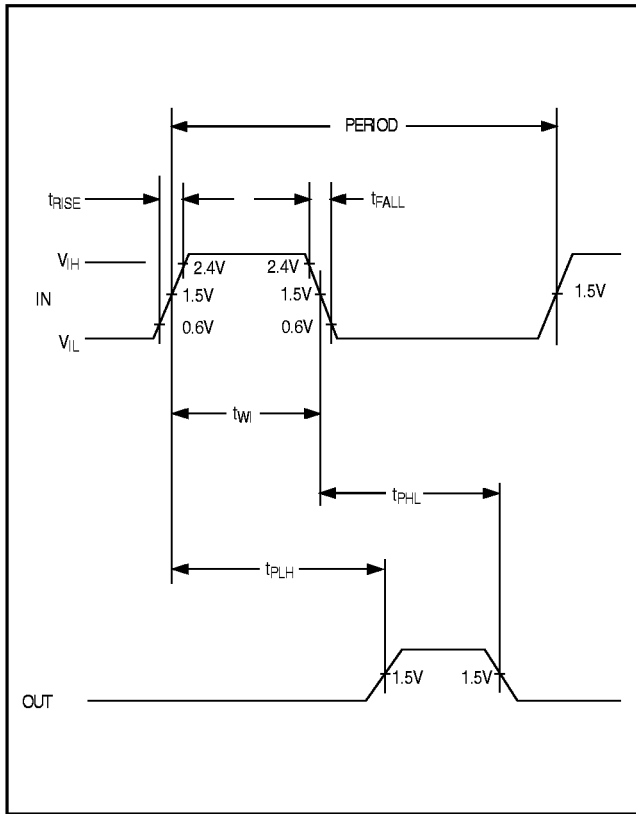 PERIOD
tRISE
tFALL
VIH
2.4V
2.4V
IN
1.5V
1.5V
1.5V
0.6V
0.6V
VIL
tWI
tPHL
tPLH
1.5V
1.5V
OUT